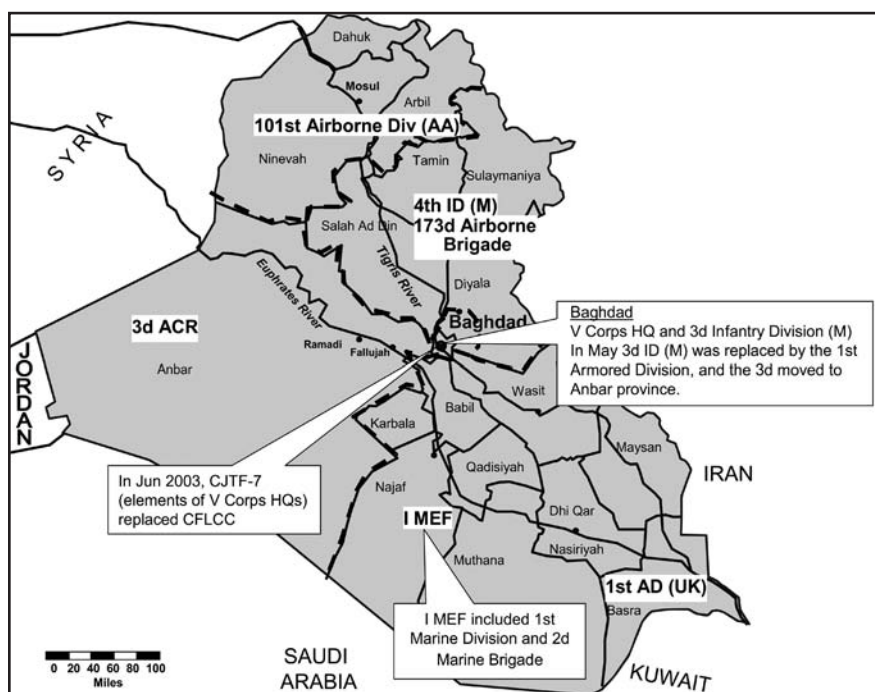 Dahuk
Mosul
Arbil
101st Airborne Div (AA)
SYRIA
Ninevah
Tamin
Sulaymaniya
4th ID (M)
173d Airborne
Brigade
Salah Ad Din
Tigris River
Euphrates River
Diyala
Baghdad
3d ACR
Ramadi
Fallujah
Anbar
JORDAN
Baghdad
V Corps HQ and 3d Infantry Division (M)
In May 3d ID (M) was replaced by the 1st
Armored Division, and the 3d moved to
Anbar province.
Wasit
Babil
Karbala
Maysan
Qadisiyah
IRAN
In Jun 2003, CJTF-7
(elements of V Corps HQs)
replaced CFLCC
Najaf
Dhi Qar
I MEF
Nasiriyah
Muthana
1st AD (UK)
Basra
I MEF included 1st
Marine Division and 2d
Marine Brigade
SAUDI
ARABIA
KUWAIT
0 20 40 60 80 100
Miles